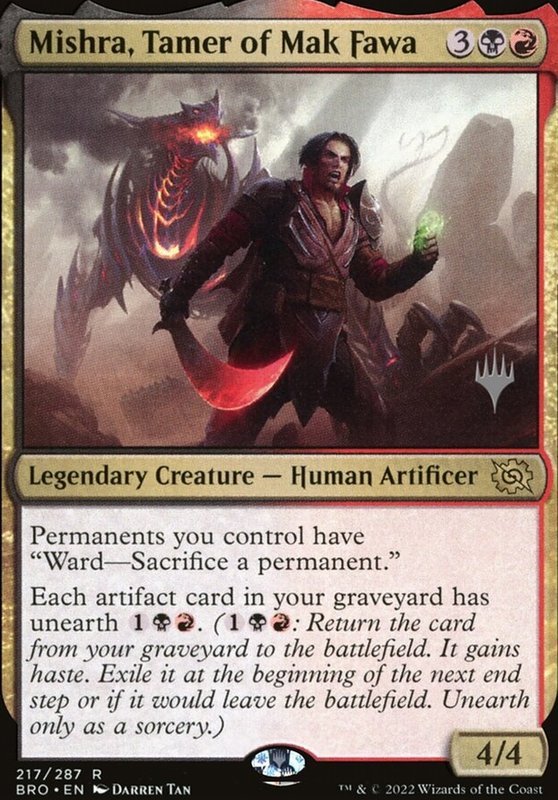 Mishra, Tamer of Mak Fawa 3
Legendary Creature — Human Artificer
Permanents you control have
“Ward—Sacrifice a permanent.”
Each artifact card in your graveyard has
unearth 1. (1: Return the card
from your graveyard to the battlefield. It gains
haste. Exile it at the beginning of the next end
step or if it would leave the battlefield. Unearth
only as a sorcery.)
4/4
217/287 R
BRO • EN Darren Tan
™ & © 2022 Wizards of the Coast